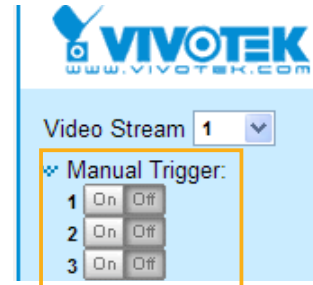 VIVOTEK
www.vivotek.com
Video Stream 1
Manual Trigger:
1 On Off
2 On Off
3 On Off